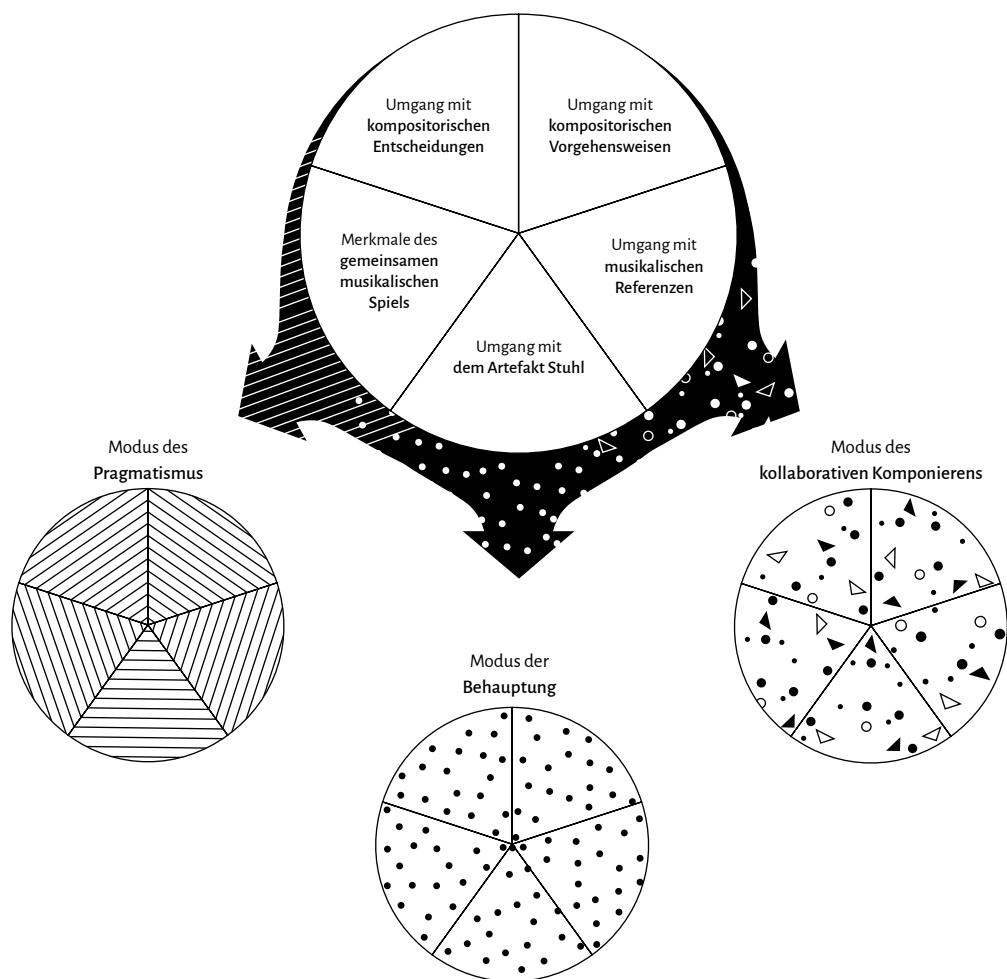 Umgang mit
kompositorischen
Entscheidungen
Umgang mit
kompositorischen
Vorgehensweisen
Merkmale des
gemeinsamen
musikalischen
Spiels
Umgang mit
musikalischen
Referenzen
Umgang mit
dem Artefakt Stuhl
Modus des
Pragmatismus
Modus des
kollaborativen Komponierens
Modus der
Behauptung